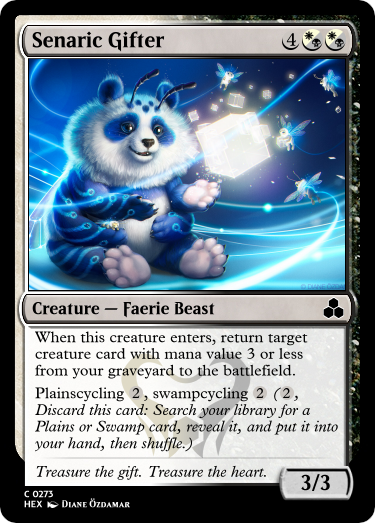 Senaric Gifter 4
Creature — Faerie Beast
When this creature enters, return target
creature card with mana value 3 or less
from your graveyard to the battlefield.
Plainscycling 2, swampcycling 2 (2,
Discard this card: Search your library for a
Plains or Swamp card, reveal it, and put it into
your hand, then shuffle.)
Treasure the gift. Treasure the heart.
3/3
C 0273
HEX Diane Özdamar